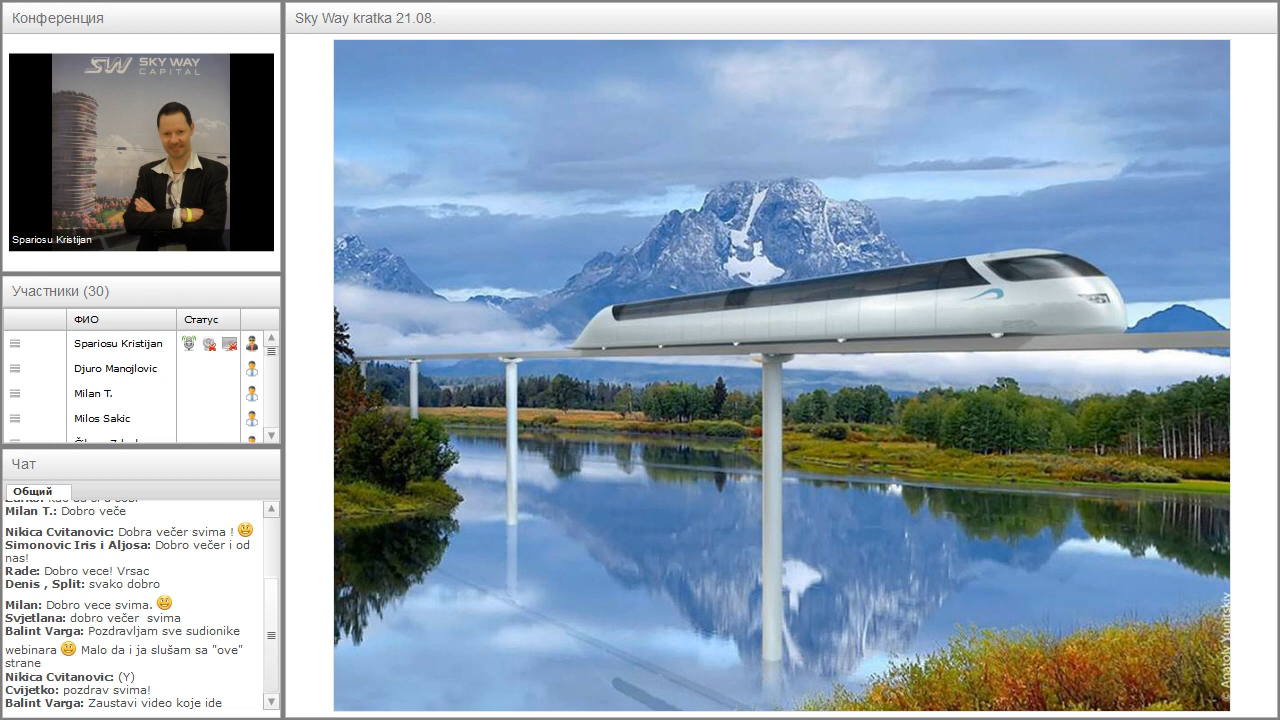 Конференция
SW SKY WAY
CAPITAL
Spariosu Kristijan
Участники (30)
ФИО Статус
Spariosu Kristijan
Djuro Manojlovic
Milan T.
Milos Sakic
Чат
Общий
Milan T.: Dobro veče
Nikica Cvitanovic: Dobra večer svima !
Simonovic Iris i Aljosa: Dobro večer i od
nas!
Rade: Dobro vece! Vrsac
Denis , Split: svako dobro
Milan: Dobro vece svima.
Svjetlana: dobro večer svima
Balint Varga: Pozdravljam sve sudionike
webinara Malo da i ja slušam sa "ove"
strane
Nikica Cvitanovic: (Y)
Cvijetko: pozdrav svima!
Balint Varga: Zaustavi video koje ide
Sky Way kratka 21.08.
© Anatoly Yunitskiy